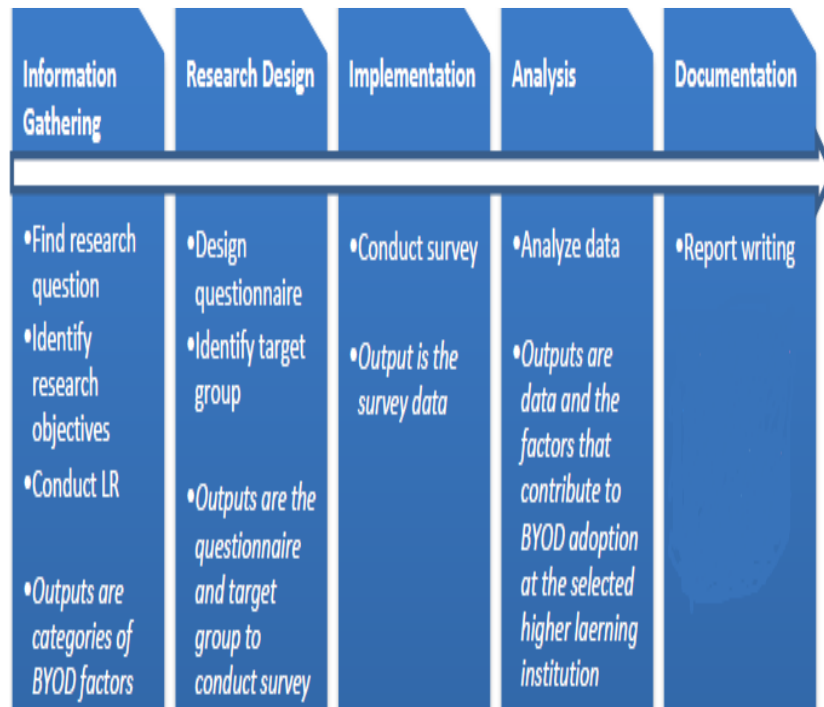 Information
Gathering
•Find research
question
•Identify
research
objectives
•Conduct LR
•Outputs are
categories of
BYOD factors
Research Design
•Design
questionnaire
•Identify target
group
•Outputs are the
questionnaire
and target
group to
conduct survey
Implementation
•Conduct survey
•Output is the
survey data
Analysis
•Analyze data
•Outputs are
data and the
factors that
contribute to
BYOD adoption
at the selected
higher laerning
institution
Documentation
•Report writing